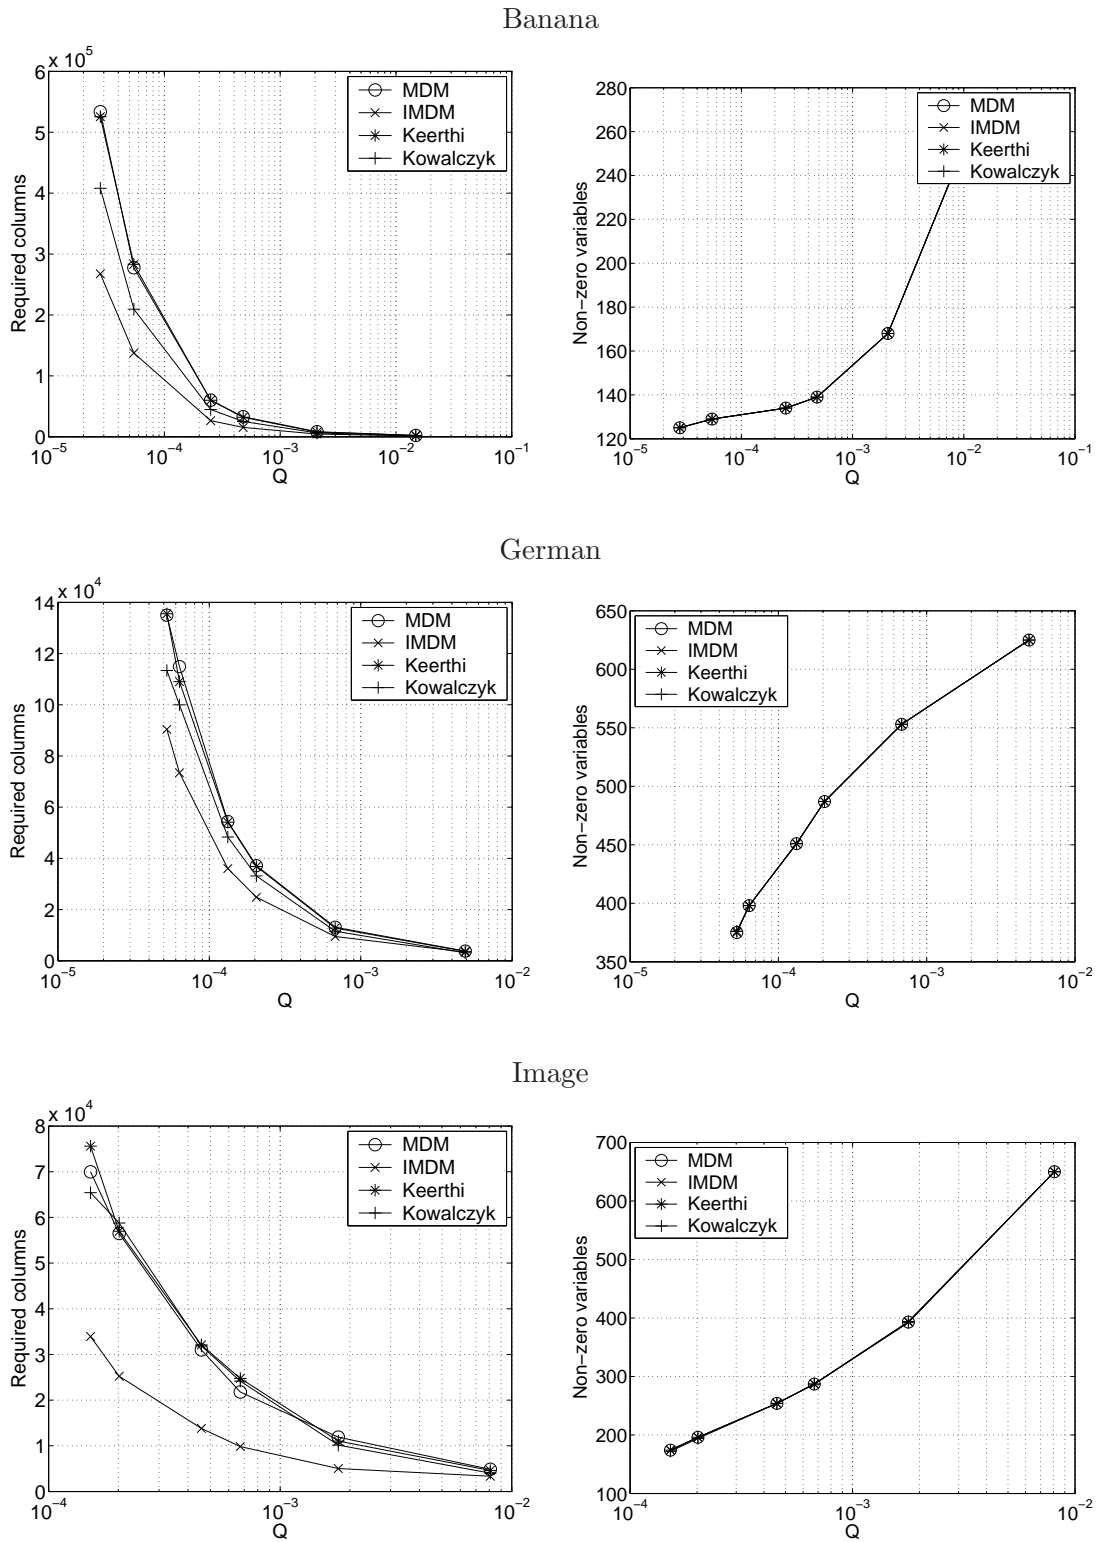 Banana
x 10^5
6
5
4
3
2
1
0
Required columns
10^−5 10^−4 10^−3 10^−2 10^−1
Q
MDM
IMDM
Keerthi
Kowalczyk
280
260
240
220
200
180
160
140
120
Non−zero variables
10^−5 10^−4 10^−3 10^−2 10^−1
Q
MDM
IMDM
Keerthi
Kowalczyk
German
x 10^4
14
12
10
8
6
4
2
0
Required columns
10^−5 10^−4 10^−3 10^−2
Q
MDM
IMDM
Keerthi
Kowalczyk
650
600
550
500
450
400
350
Non−zero variables
10^−5 10^−4 10^−3 10^−2
Q
MDM
IMDM
Keerthi
Kowalczyk
Image
x 10^4
8
7
6
5
4
3
2
1
0
Required columns
10^−4 10^−3 10^−2
Q
MDM
IMDM
Keerthi
Kowalczyk
700
600
500
400
300
200
100
Non−zero variables
10^−4 10^−3 10^−2
Q
MDM
IMDM
Keerthi
Kowalczyk